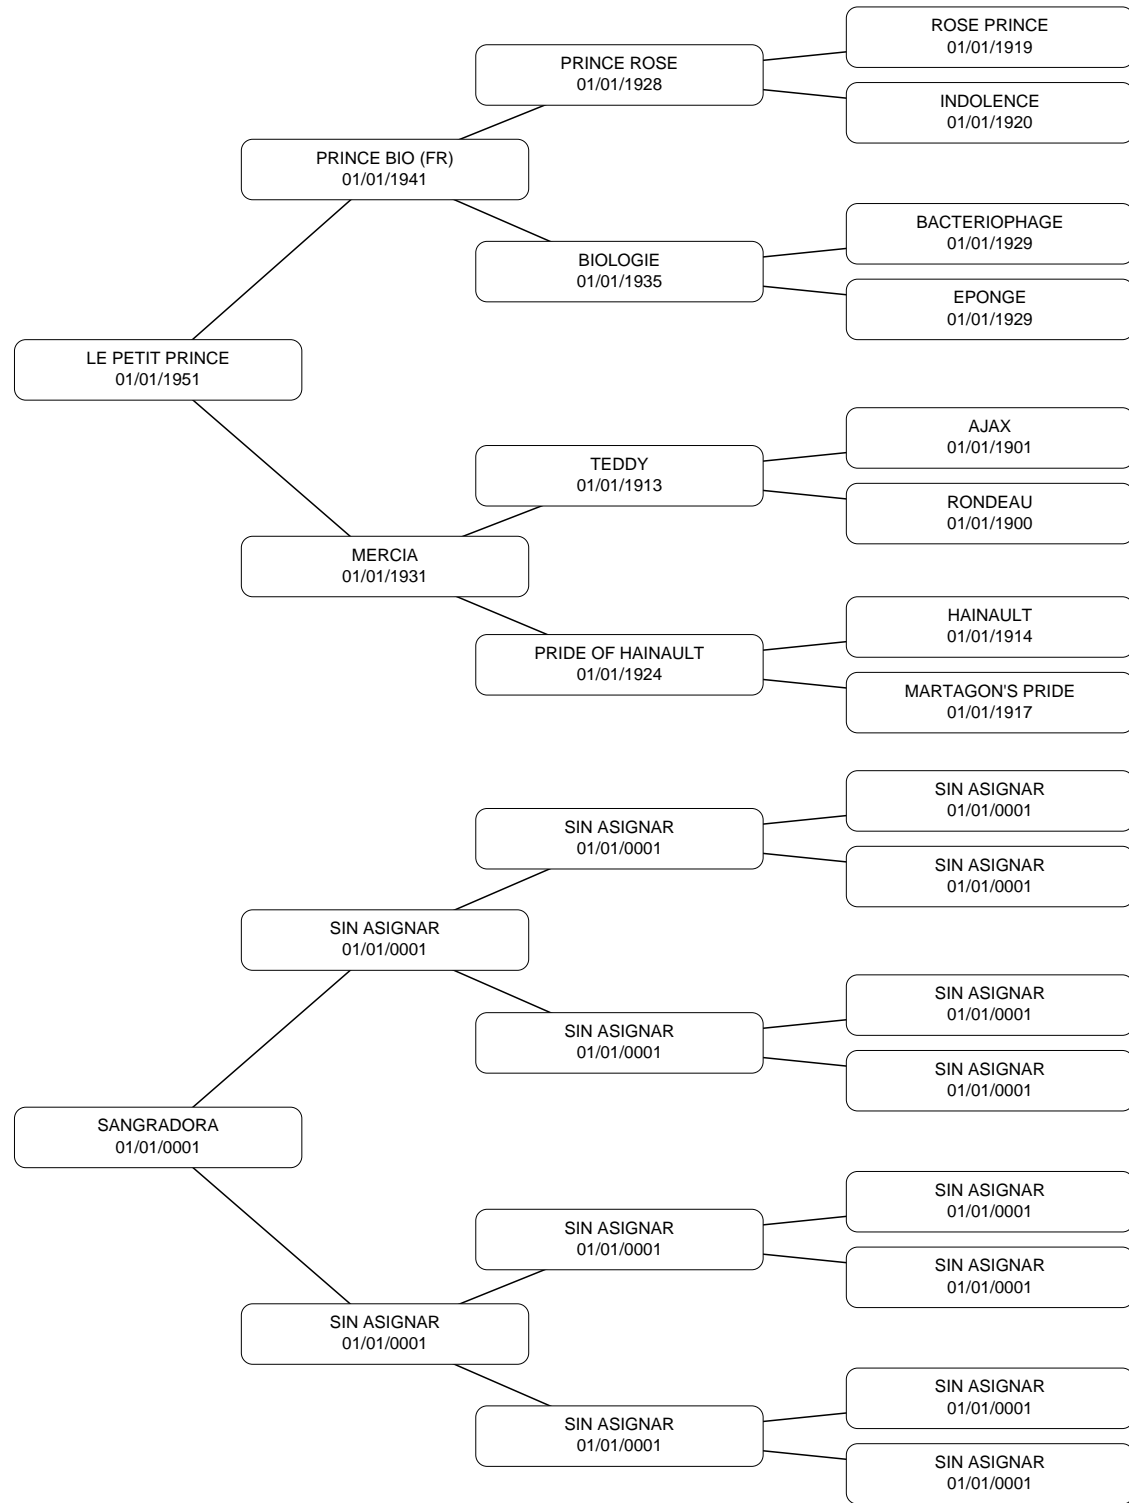 ROSE PRINCE
01/01/1919
PRINCE ROSE
01/01/1928
INDOLENCE
01/01/1920
PRINCE BIO (FR)
01/01/1941
BACTERIOPHAGE
01/01/1929
BIOLOGIE
01/01/1935
EPONGE
01/01/1929
LE PETIT PRINCE
01/01/1951
AJAX
01/01/1901
TEDDY
01/01/1913
RONDEAU
01/01/1900
MERCIA
01/01/1931
HAINAULT
01/01/1914
PRIDE OF HAINAULT
01/01/1924
MARTAGON'S PRIDE
01/01/1917
SIN ASIGNAR
01/01/0001
SIN ASIGNAR
01/01/0001
SIN ASIGNAR
01/01/0001
SIN ASIGNAR
01/01/0001
SIN ASIGNAR
01/01/0001
SIN ASIGNAR
01/01/0001
SIN ASIGNAR
01/01/0001
SANGRADORA
01/01/0001
SIN ASIGNAR
01/01/0001
SIN ASIGNAR
01/01/0001
SIN ASIGNAR
01/01/0001
SIN ASIGNAR
01/01/0001
SIN ASIGNAR
01/01/0001
SIN ASIGNAR
01/01/0001
SIN ASIGNAR
01/01/0001